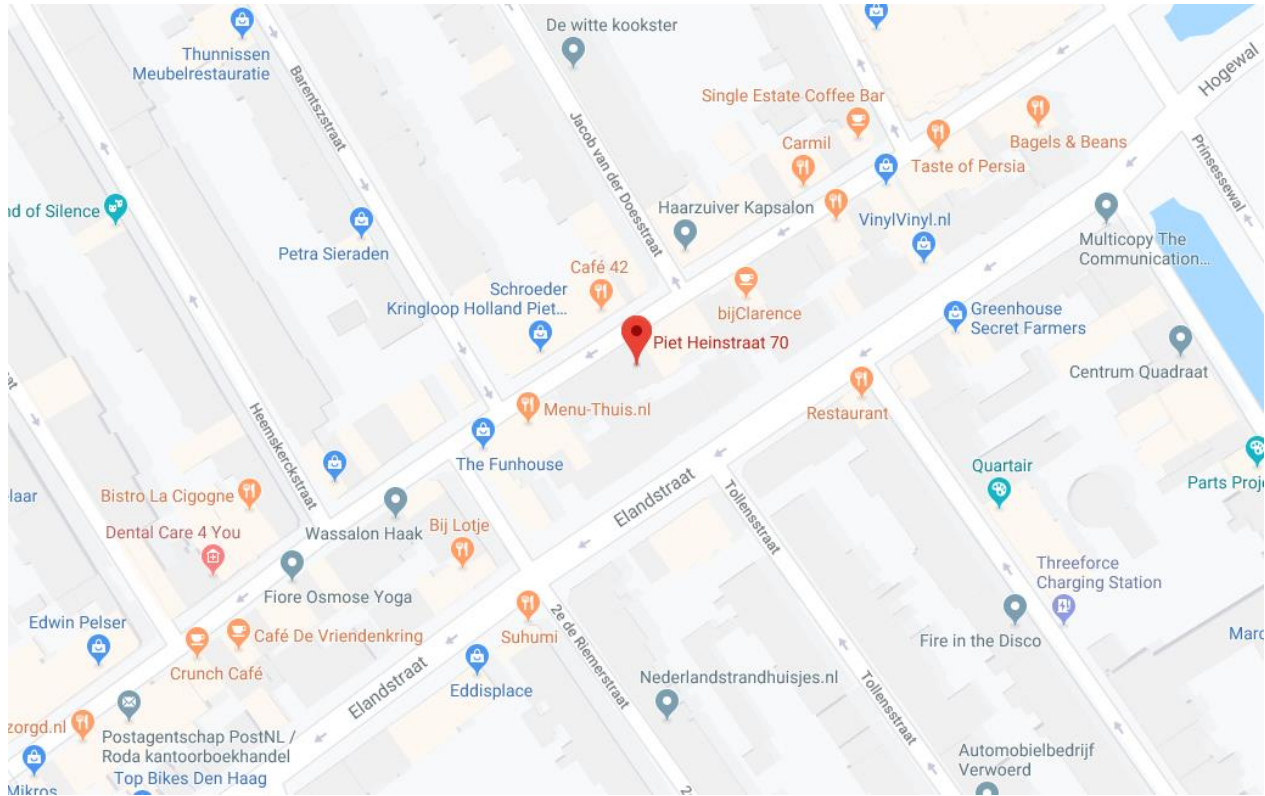 De witte kookster
Thunnissen
Meubelrestauratie
Barentszstraat
Hogewal
Single Estate Coffee Bar
Jacob van der Doesstraat
Carmil
Bagels & Beans
Taste of Persia
Prinsessewal
nd of Silence
Haarzuiver Kapsalon
VinylVinyl.nl
Petra Sieraden
Multicopy The
Communication...
Café 42
Schroeder
Kringloop Holland Piet...
bijClarence
Greenhouse
Secret Farmers
Piet Heinstraat 70
Centrum Quadraat
Menu-Thuis.nl
Restaurant
Heemskerckstraat
The Funhouse
Quartair
elaar
Bistro La Cigogne
Elandstraat
Tollensstraat
Parts Proje
Dental Care 4 You
Wassalon Haak
Bij Lotje
Threeforce
Charging Station
Fiore Osmose Yoga
Edwin Pelser
Café De Vriendenkring
Suhumi
2e de Riemerstraat
Fire in the Disco
Marc
Crunch Café
Elandstraat
Eddisplace
Nederlandstrandhuisjes.nl
Tollensstraat
zorgd.nl
Postagentschap PostNL /
Roda kantoorboekhandel
Top Bikes Den Haag
Mikros
Automobielbedrijf
Verwoerd